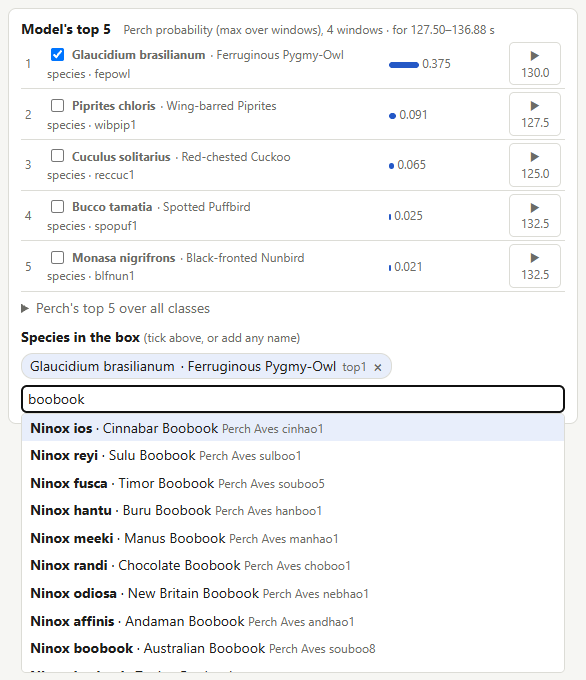 Model's top 5 Perch probability (max over windows), 4 windows · for 127.50–136.88 s
1 Glaucidium brasilianum · Ferruginous Pygmy-Owl 0.375 ▶ 130.0
species · fepowl
2 Piprites chloris · Wing-barred Piprites 0.091 ▶ 127.5
species · wibpip1
3 Cuculus solitarius · Red-chested Cuckoo 0.065 ▶ 125.0
species · reccuc1
4 Bucco tamatia · Spotted Puffbird 0.025 ▶ 132.5
species · spopuf1
5 Monasa nigrifrons · Black-fronted Nunbird 0.021 ▶ 132.5
species · blfnun1
▶ Perch's top 5 over all classes
Species in the box (tick above, or add any name)
Glaucidium brasilianum · Ferruginous Pygmy-Owl top1 ×
boobook
Ninox ios · Cinnabar Boobook Perch Aves cinhao1
Ninox reyi · Sulu Boobook Perch Aves sulboo1
Ninox fusca · Timor Boobook Perch Aves souboo5
Ninox hantu · Buru Boobook Perch Aves hanboo1
Ninox meeki · Manus Boobook Perch Aves manhao1
Ninox randi · Chocolate Boobook Perch Aves choboo1
Ninox odiosa · New Britain Boobook Perch Aves nebhao1
Ninox affinis · Andaman Boobook Perch Aves andhao1
Ninox boobook · Australian Boobook Perch Aves souboo8